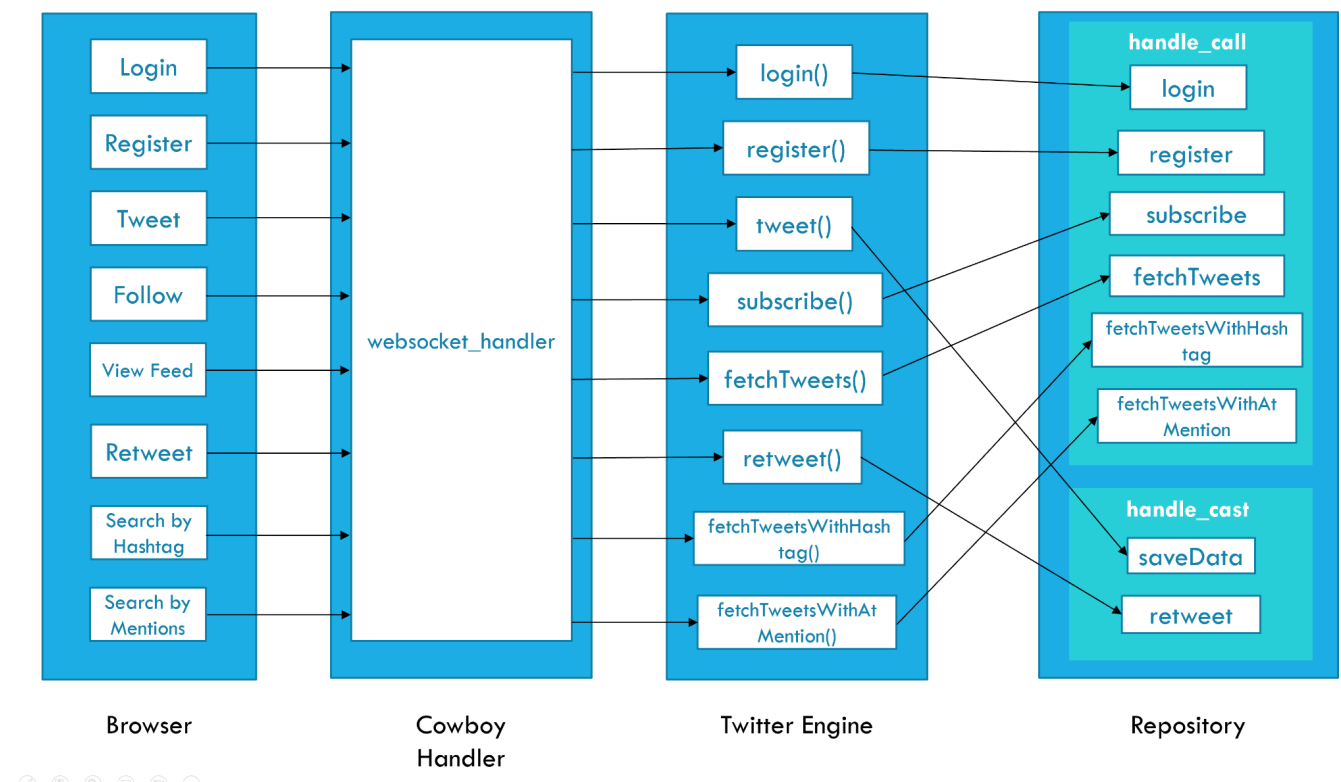 Login
Register
Tweet
Follow
View Feed
Retweet
Search by
Hashtag
Search by
Mentions
Browser
websocket_handler
Cowboy
Handler
login()
register()
tweet()
subscribe()
fetchTweets()
retweet()
fetchTweetsWithHash
tag()
fetchTweetsWithAt
Mention()
Twitter Engine
handle_call
login
register
subscribe
fetchTweets
fetchTweetsWithHash
tag
fetchTweetsWithAt
Mention
handle_cast
saveData
retweet
Repository